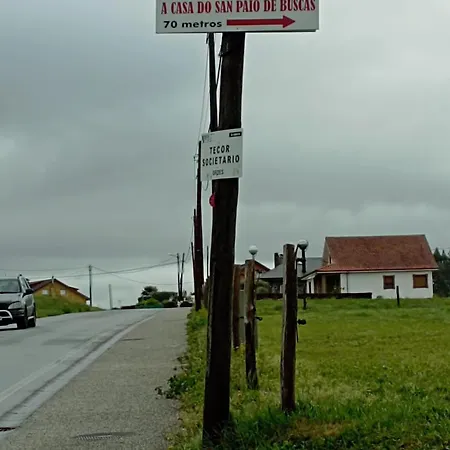 A CASA DO SAN PAIO DE BUSCAS
70 metros
TECOR
SOCIETARIO